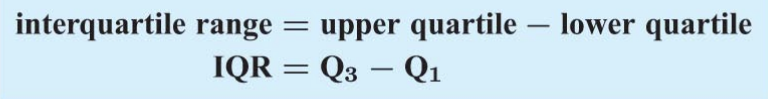 interquartile range = upper quartile − lower quartile
IQR = Q₃ − Q₁